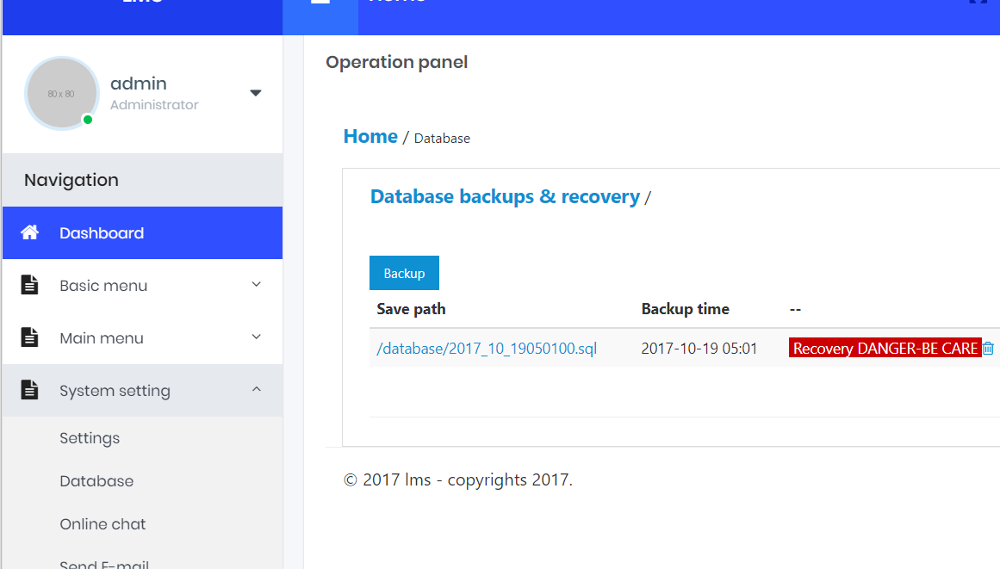 LMS
Home
80 x 80
admin
Administrator
Navigation
Dashboard
Basic menu
Main menu
System setting
Settings
Database
Online chat
Send E-mail
Operation panel
Home / Database
Database backups & recovery /
Backup
Save path Backup time --
/database/2017_10_19050100.sql 2017-10-19 05:01 Recovery DANGER-BE CARE
© 2017 lms - copyrights 2017.